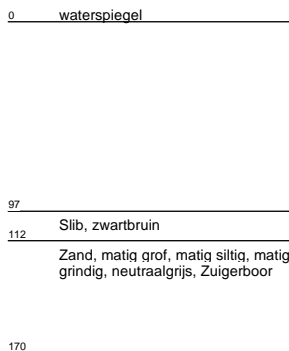 0 waterspiegel
97
Slib, zwartbruin
112
Zand, matig grof, matig siltig, matig
grindig, neutraalgrijs, Zuigerboor
170